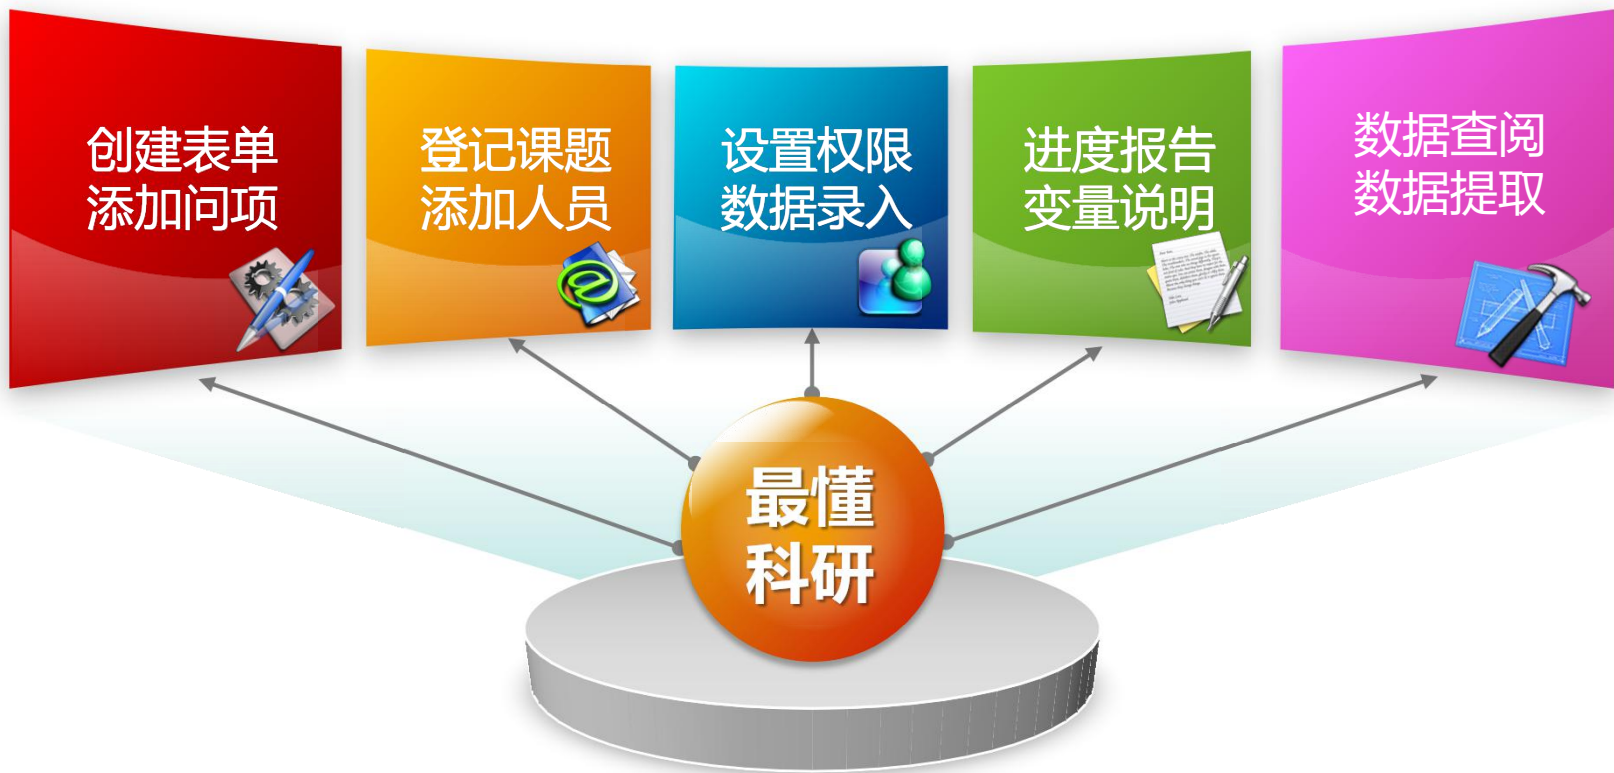 创建表单
添加问项
登记课题
添加人员
设置权限
数据录入
进度报告
变量说明
数据查阅
数据提取
最懂
科研